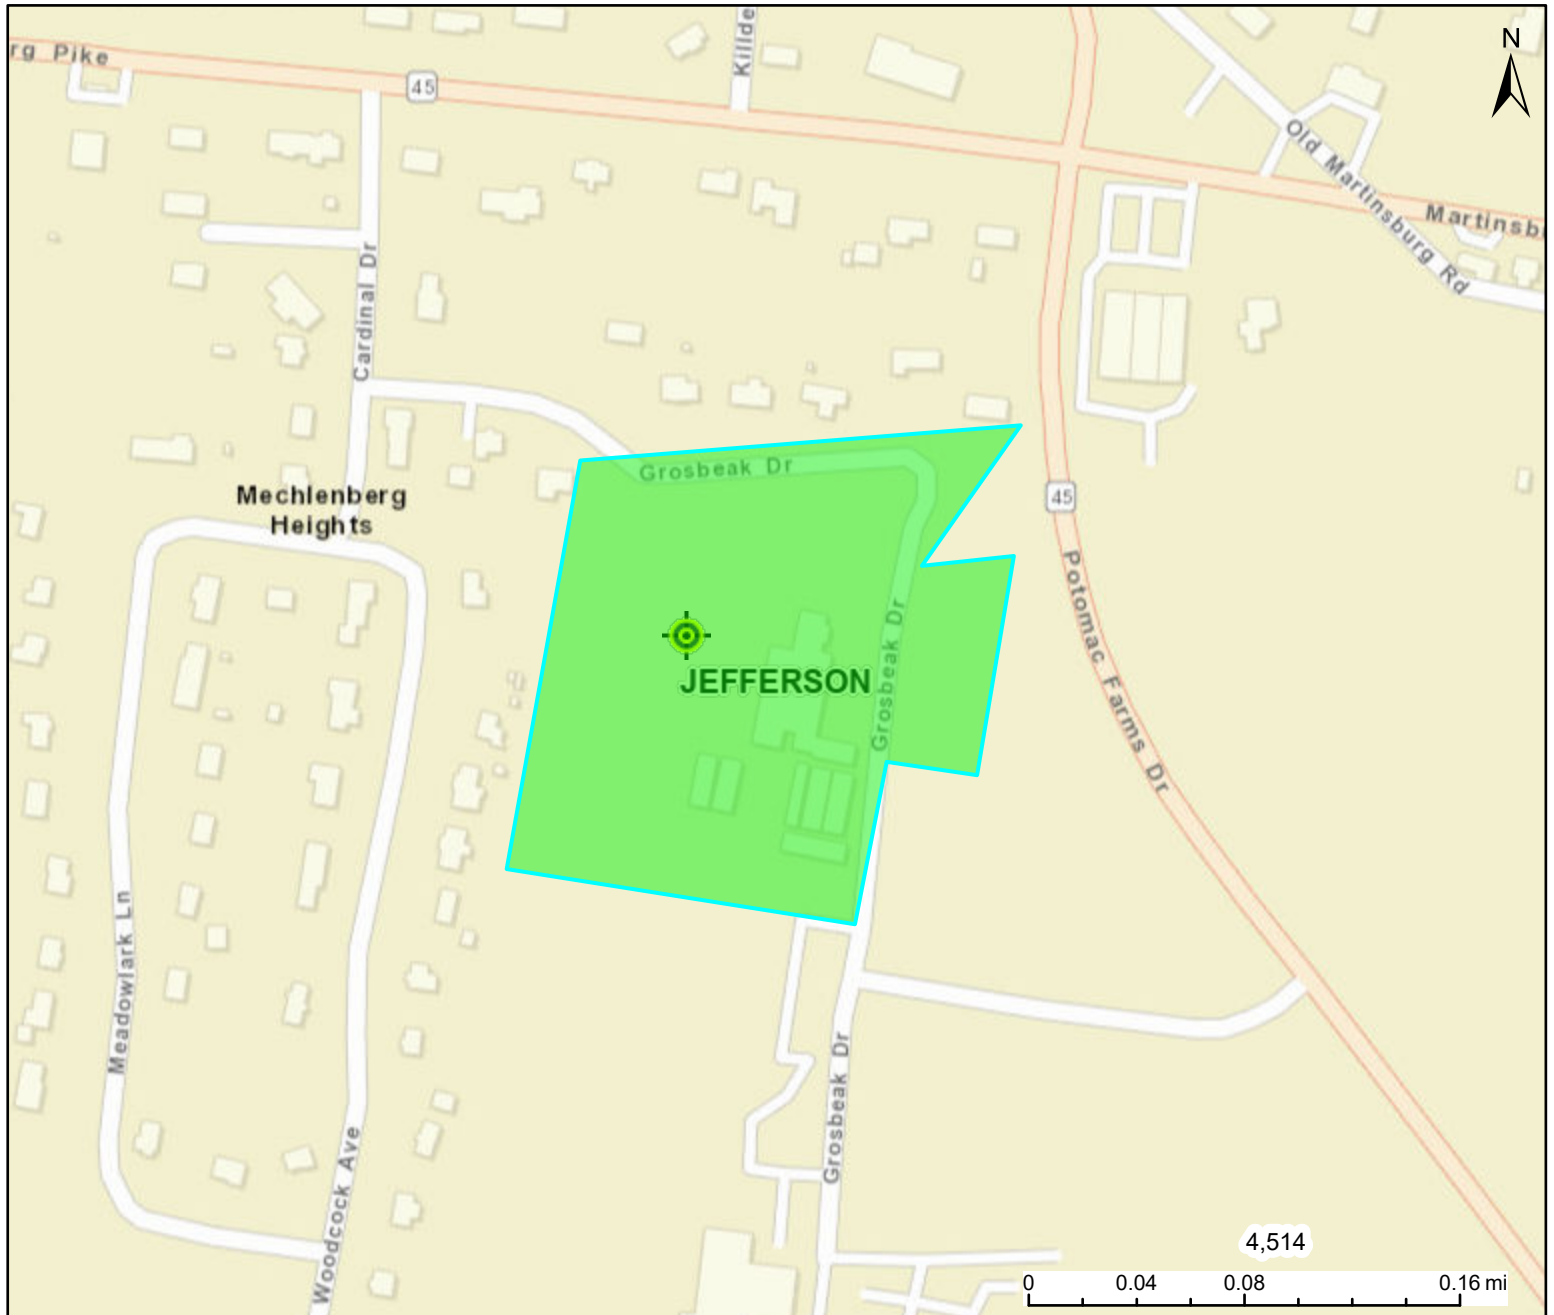 rg Pike
45
Killde
N
Old Martinsburg Rd
Martinsb
Cardinal Dr
Grosbeak Dr
Mechlenberg
Heights
45
Potomac Farms Dr
JEFFERSON
Grosbeak Dr
Meadowlark Ln
Grosbeak Dr
Woodcock Ave
4,514
0 0.04 0.08 0.16 mi